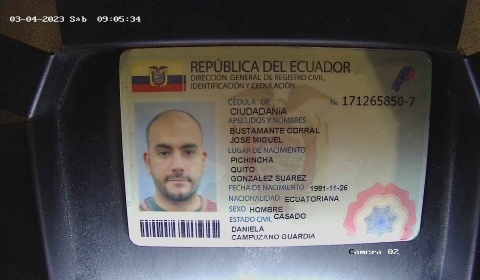 03-04-2023 Sab 09:05:34
REPÚBLICA DEL ECUADOR
DIRECCIÓN GENERAL DE REGISTRO CIVIL,
IDENTIFICACIÓN Y CEDULACIÓN
CÉDULA DE No 171265850-7
CIUDADANÍA
APELLIDOS Y NOMBRES
BUSTAMANTE CORRAL
JOSE MIGUEL
LUGAR DE NACIMIENTO
PICHINCHA
QUITO
GONZALEZ SUAREZ
FECHA DE NACIMIENTO 1981-11-26
NACIONALIDAD ECUATORIANA
SEXO HOMBRE
ESTADO CIVIL CASADO
DANIELA
CAMPUZANO GUARDIA
Camera 02